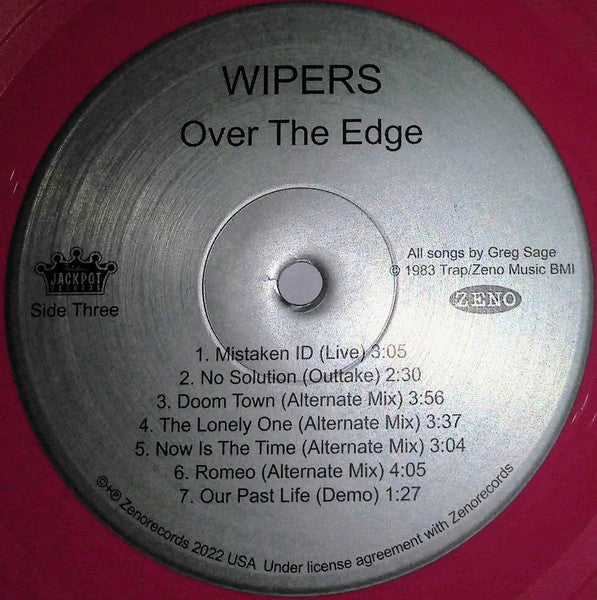 WIPERS
Over The Edge
JACKPOT
RECORDS
Side Three
All songs by Greg Sage
© 1983 Trap/Zeno Music BMI
ZENO
1. Mistaken ID (Live) 3:05
2. No Solution (Outtake) 2:30
3. Doom Town (Alternate Mix) 3:56
4. The Lonely One (Alternate Mix) 3:37
5. Now Is The Time (Alternate Mix) 3:04
6. Romeo (Alternate Mix) 4:05
7. Our Past Life (Demo) 1:27
©+℗ Zenorecords 2022 USA Under license agreement with Zenorecords